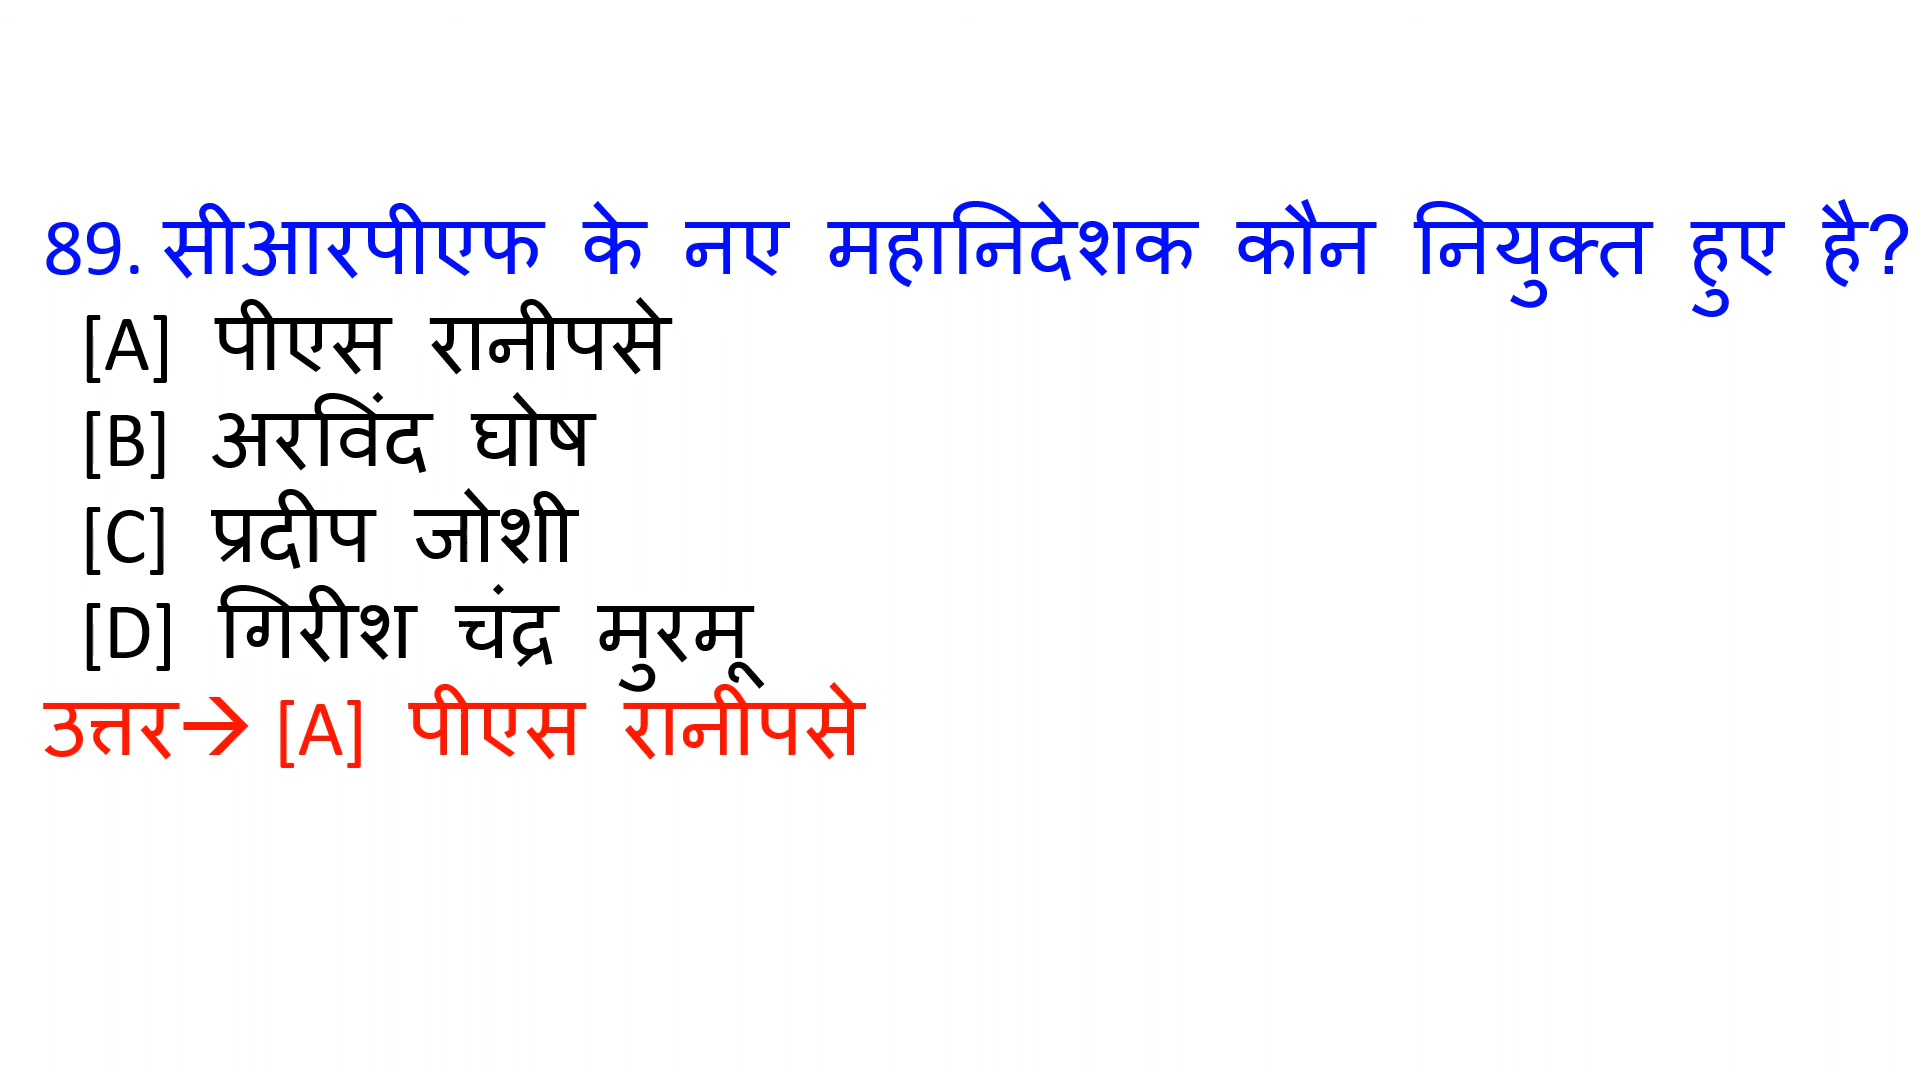 89. सीआरपीएफ के नए महानिदेशक कौन नियुक्त हुए है?
[A] पीएस रानीपसे
[B] अरविंद घोष
[C] प्रदीप जोशी
[D] गिरीश चंद्र मुरमू
उत्तर→ [A] पीएस रानीपसे